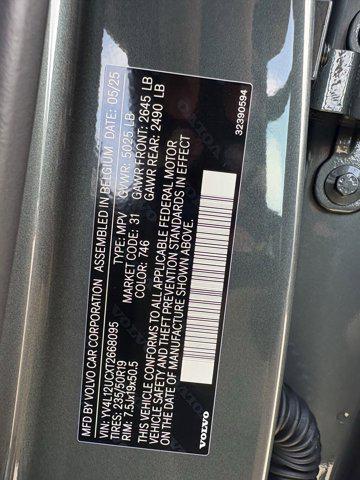 MFD BY VOLVO CAR CORPORATION ASSEMBLED IN BELGIUM DATE: 05/25
VIN: YV4L12UCXT2668095 TYPE: MPV GVWR: 5025 LB
TIRES: 235/50R19 MARKET CODE: 31 GAWR FRONT: 2645 LB
RIM: 7.5Jx19x50.5 COLOR: 746 GAWR REAR: 2490 LB
THIS VEHICLE CONFORMS TO ALL APPLICABLE FEDERAL MOTOR
VEHICLE SAFETY AND THEFT PREVENTION STANDARDS IN EFFECT
ON THE DATE OF MANUFACTURE SHOWN ABOVE.
VOLVO 32390594